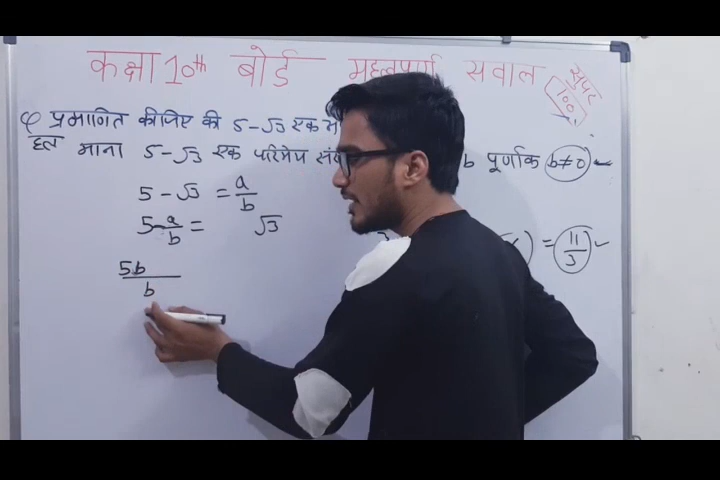 कक्षा 10th बोर्ड महत्वपूर्ण सवाल
सुपर
100
Q प्रमाणित कीजिए की 5-√3 एक
हल माना 5-√3 एक परिमेय b पूर्णांक b≠0
5 - √3 = a/b
5 - a/b = √3
= 11/3
5b
b